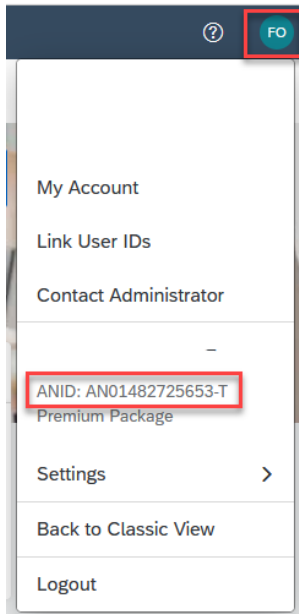 ?
FO
My Account
Link User IDs
Contact Administrator
–
ANID: AN01482725653-T
Premium Package
Settings
Back to Classic View
Logout